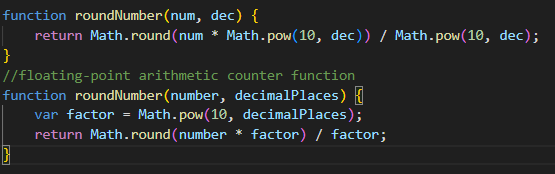 function roundNumber(num, dec) {
    return Math.round(num * Math.pow(10, dec)) / Math.pow(10, dec);
}
//floating-point arithmetic counter function
function roundNumber(number, decimalPlaces) {
    var factor = Math.pow(10, decimalPlaces);
    return Math.round(number * factor) / factor;
}